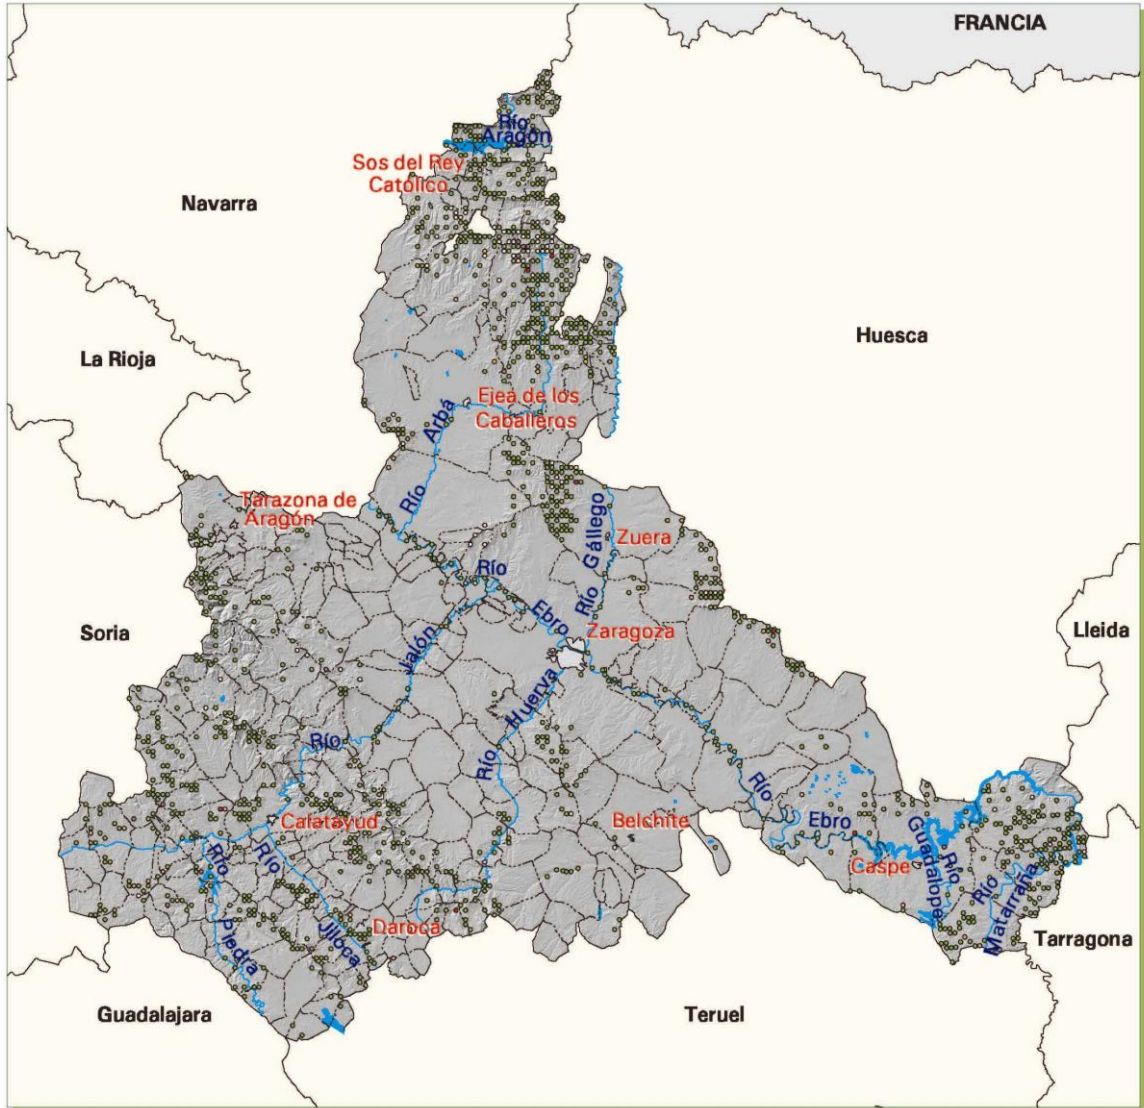 FRANCIA
Río
Aragón
Sos del Rey
Católico
Navarra
Huesca
La Rioja
Ejea de los
Caballeros
Río Arba
Tarazona de
Aragón
Río Gállego
Zuera
Río Ebro
Zaragoza
Soria
Lleida
Río Jalón
Río Huerva
Río Ebro
Calatayud
Belchite
Caspe
Río Guadalope
Río Matarraña
Río Piedra
Río Jiloca
Daroca
Tarragona
Guadalajara
Teruel